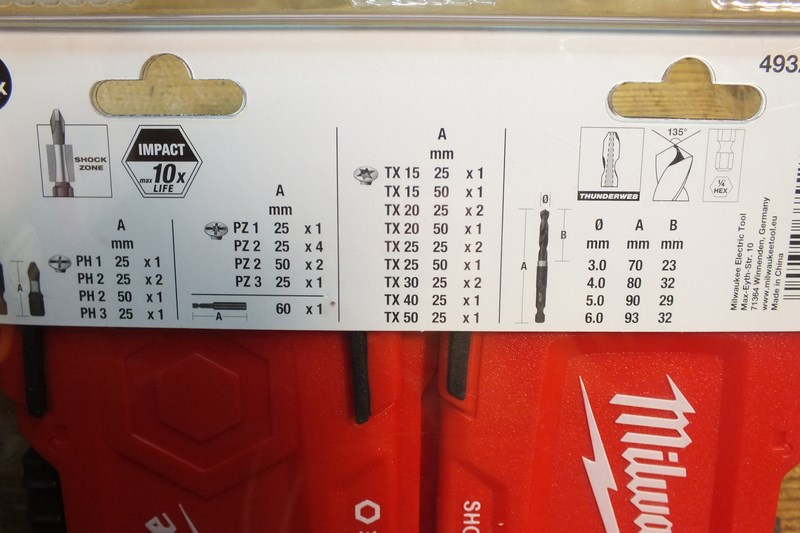 493
SHOCK
ZONE
IMPACT
max 10x
LIFE
A
mm
PH 1 25 x 1
PH 2 25 x 2
PH 2 50 x 1
PH 3 25 x 1
A
A
mm
PZ 1 25 x 1
PZ 2 25 x 4
PZ 2 50 x 2
PZ 3 25 x 1
60 x 1
A
A
mm
TX 15 25 x 1
TX 15 50 x 1
TX 20 25 x 2
TX 20 50 x 1
TX 25 25 x 2
TX 25 50 x 1
TX 30 25 x 2
TX 40 25 x 1
TX 50 25 x 1
THUNDERWEB
135°
¼
HEX
Ø
A
B
Ø A B
mm mm mm
3.0 70 23
4.0 80 32
5.0 90 29
6.0 93 32
Milwaukee Electric Tool
Max-Eyth-Str. 10
71364 Winnenden, Germany
www.milwaukeetool.eu
Made in China
Milwa
SHO